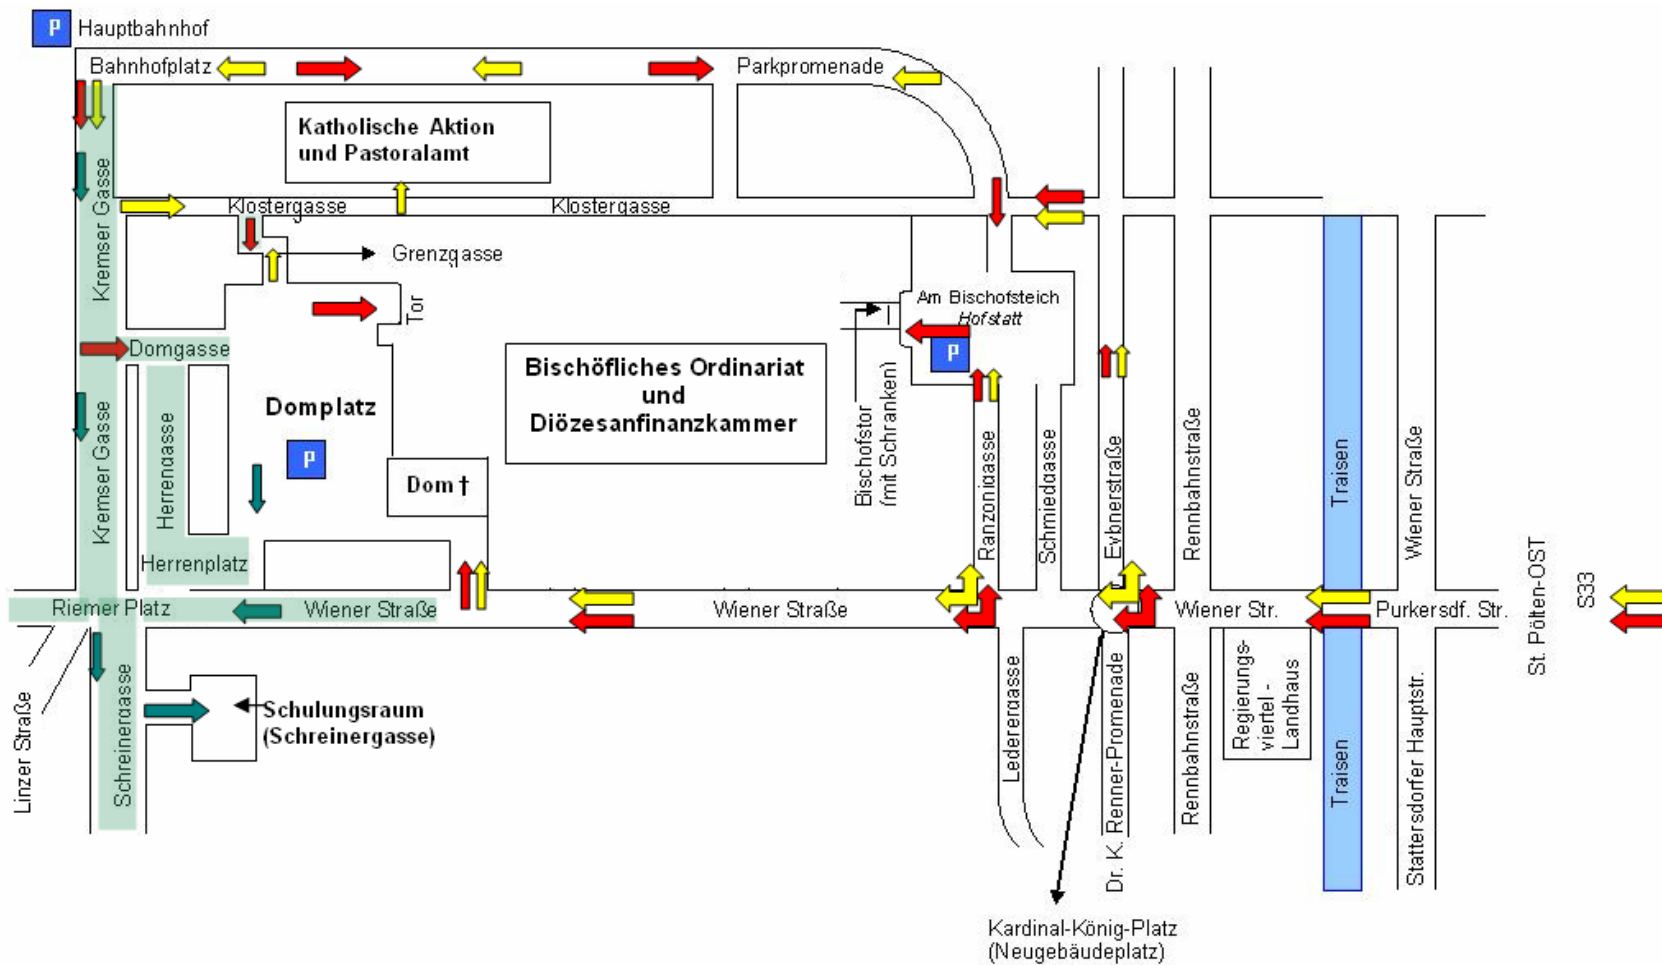 P Hauptbahnhof
Bahnhofplatz
Parkpromenade
Katholische Aktion
und Pastoralamt
Kremser Gasse
Klostergasse
Klostergasse
Grenzgasse
Tor
Am Bischofsteich
Hofstatt
P
Domgasse
Bischöfliches Ordinariat
und
Diözesanfinanzkammer
Bischofstor
(mit Schranken)
Domplatz
P
Dom †
Kremser Gasse
Herrengasse
Herrenplatz
Ranzonigasse
Schmiedgasse
Eybnerstraße
Rennbahnstraße
Traisen
Wiener Straße
St. Pölten-OST
S33
Riemer Platz
Wiener Straße
Wiener Straße
Wiener Str.
Purkersdf. Str.
Linzer Straße
Schreinergasse
Schulungsraum
(Schreinergasse)
Lederergasse
Dr. K. Renner-Promenade
Rennbahnstraße
Regierungs-
viertel -
Landhaus
Traisen
Stattersdorfer Hauptstr.
Kardinal-König-Platz
(Neugebäudeplatz)